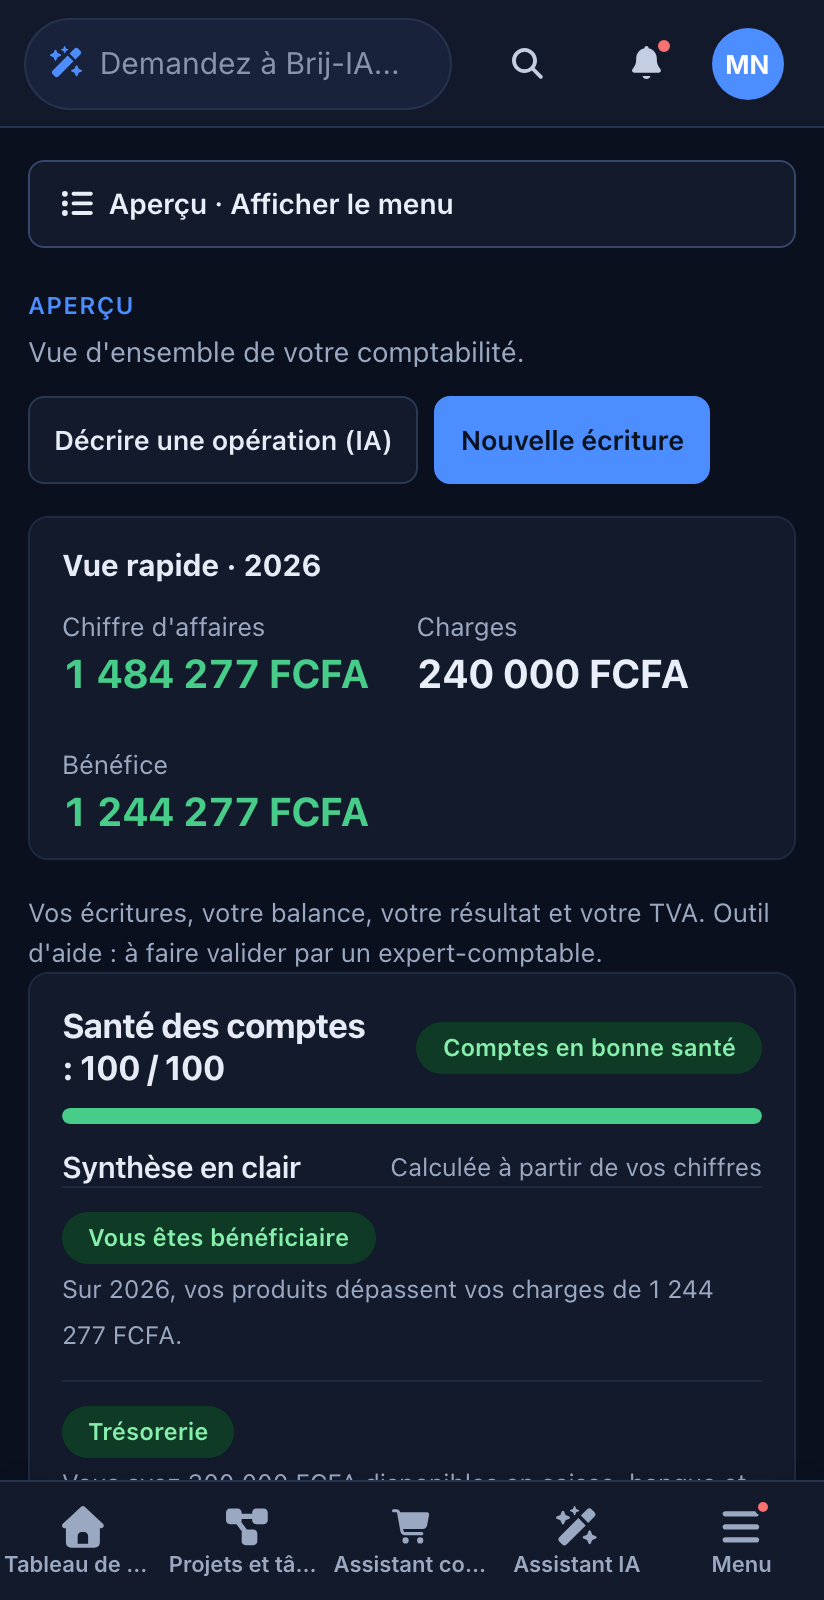 Demandez à Brij-IA...
MN
Aperçu · Afficher le menu
APERÇU
Vue d'ensemble de votre comptabilité.
Décrire une opération (IA)
Nouvelle écriture
Vue rapide · 2026
Chiffre d'affaires
Charges
1 484 277 FCFA
240 000 FCFA
Bénéfice
1 244 277 FCFA
Vos écritures, votre balance, votre résultat et votre TVA. Outil
d'aide : à faire valider par un expert-comptable.
Santé des comptes
: 100 / 100
Comptes en bonne santé
Synthèse en clair
Calculée à partir de vos chiffres
Vous êtes bénéficiaire
Sur 2026, vos produits dépassent vos charges de 1 244
277 FCFA.
Trésorerie
Tableau de ...
Projets et tâ...
Assistant co...
Assistant IA
Menu